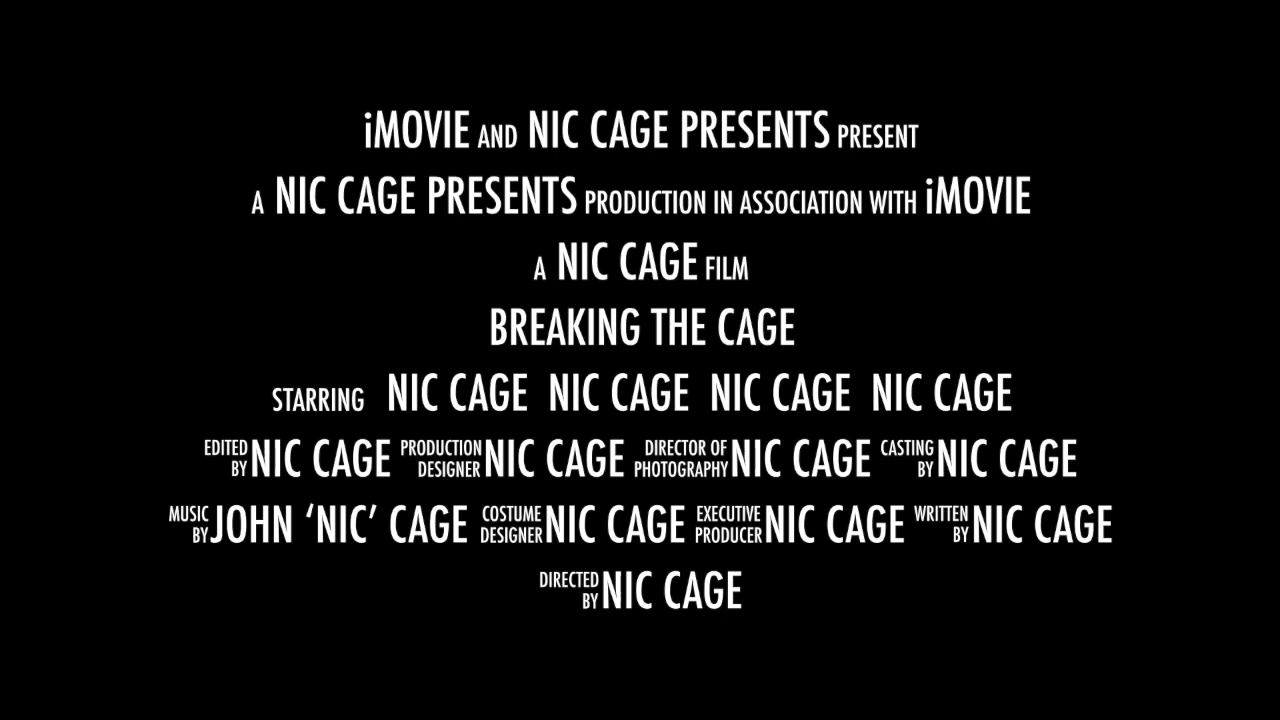 iMOVIE AND NIC CAGE PRESENTS PRESENT
A NIC CAGE PRESENTS PRODUCTION IN ASSOCIATION WITH iMOVIE
A NIC CAGE FILM
BREAKING THE CAGE
STARRING NIC CAGE NIC CAGE NIC CAGE NIC CAGE
EDITED BY NIC CAGE PRODUCTION DESIGNER NIC CAGE DIRECTOR OF PHOTOGRAPHY NIC CAGE CASTING BY NIC CAGE
MUSIC BY JOHN ‘NIC’ CAGE COSTUME DESIGNER NIC CAGE EXECUTIVE PRODUCER NIC CAGE WRITTEN BY NIC CAGE
DIRECTED BY NIC CAGE